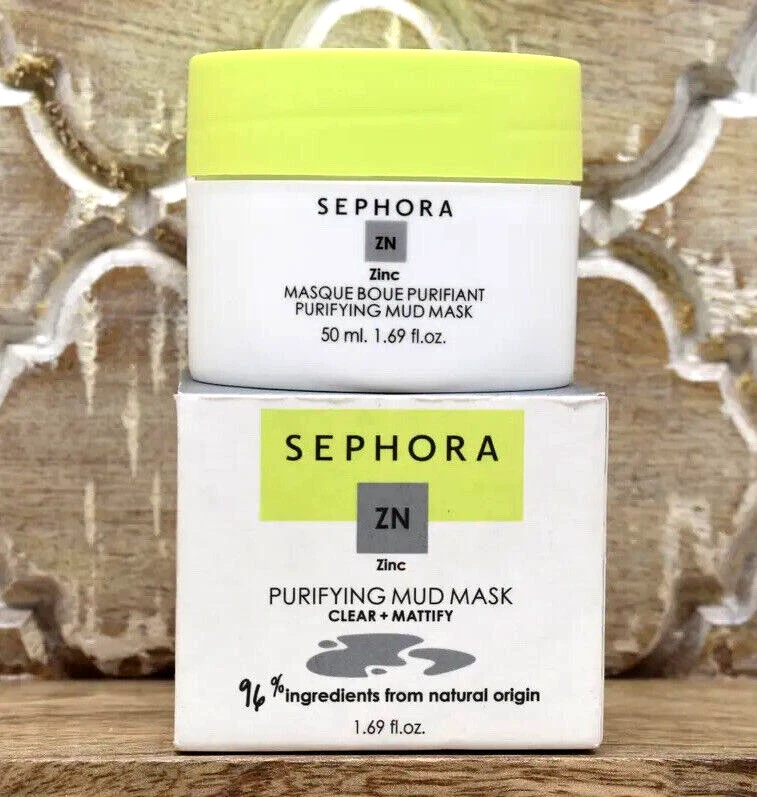 SEPHORA
ZN
Zinc
MASQUE BOUE PURIFIANT
PURIFYING MUD MASK
50 ml. 1.69 fl.oz.
SEPHORA
ZN
Zinc
PURIFYING MUD MASK
CLEAR + MATTIFY
96% ingredients from natural origin
1.69 fl.oz.